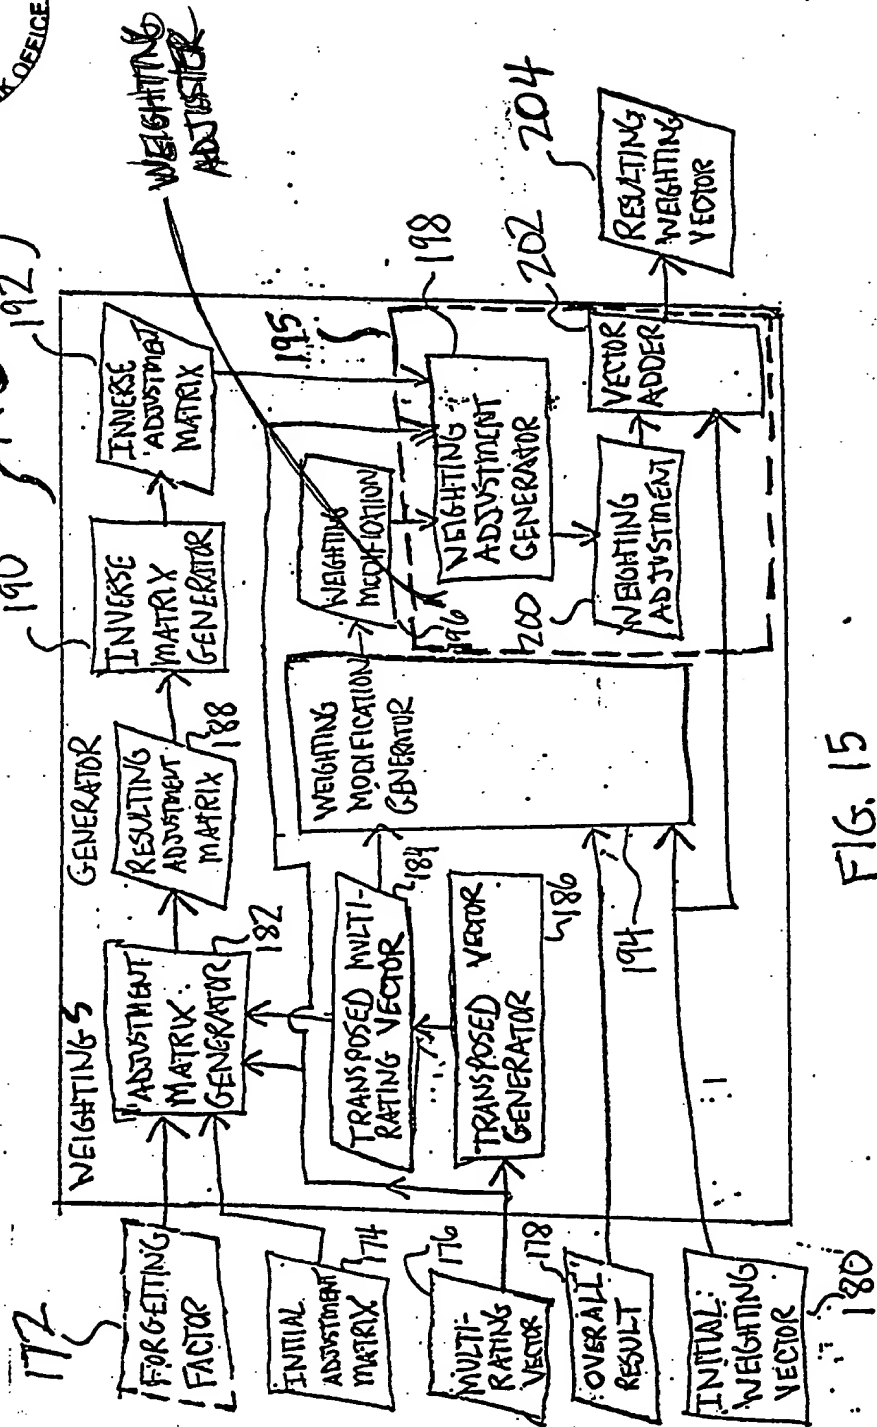 OFFICE
WEIGHTING
ADJUSTER
192
190
WEIGHTINGS
GENERATOR
172
FORGETTING
FACTOR
INITIAL
ADJUSTMENT
MATRIX
174
MULTI-
RATING
VECTOR
176
OVERALL
RESULT
178
INITIAL
WEIGHTING
VECTOR
180
ADJUSTMENT
MATRIX
GENERATOR
182
RESULTING
ADJUSTMENT
MATRIX
188
INVERSE
MATRIX
GENERATOR
INVERSE
ADJUSTMENT
MATRIX
TRANSPOSED MULTI-
RATING VECTOR
184
TRANSPOSED VECTOR
GENERATOR
186
WEIGHTING
MODIFICATION
GENERATOR
194
WEIGHTING
MODIFICATION
196
195
WEIGHTING
ADJUSTMENT
GENERATOR
198
WEIGHTING
ADJUSTMENT
200
VECTOR
ADDER
202
RESULTING
WEIGHTING
VECTOR
204
FIG. 15